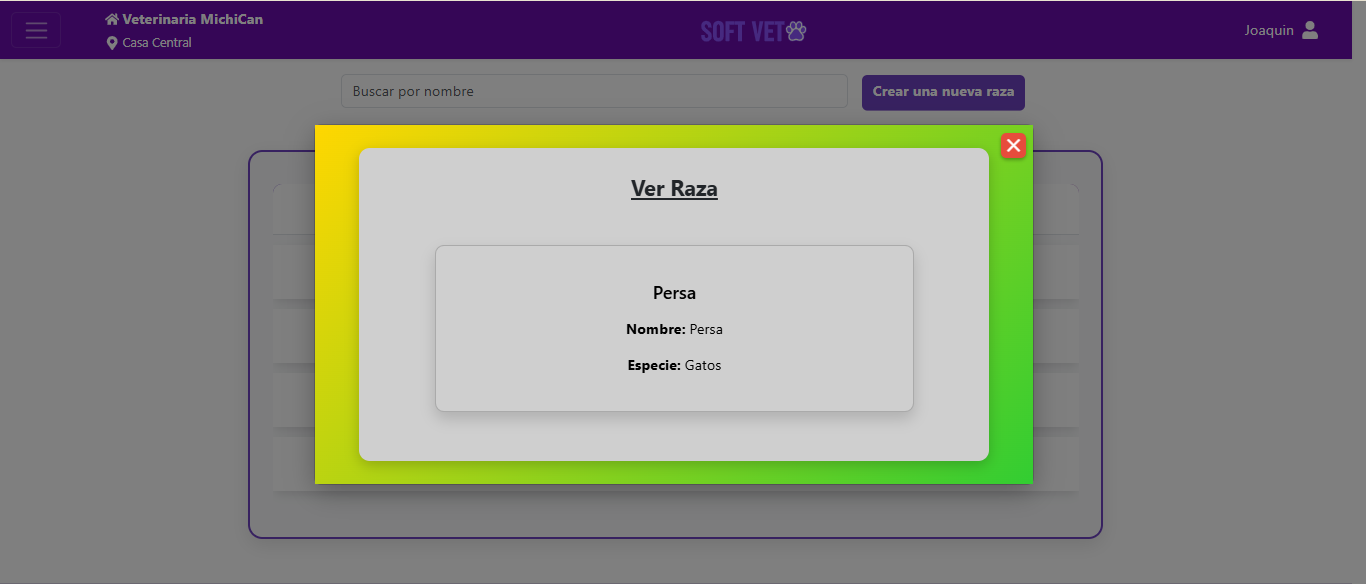 Veterinaria MichiCan
Casa Central
SOFT VET
Joaquin
Buscar por nombre
Crear una nueva raza
Ver Raza
Persa
Nombre: Persa
Especie: Gatos